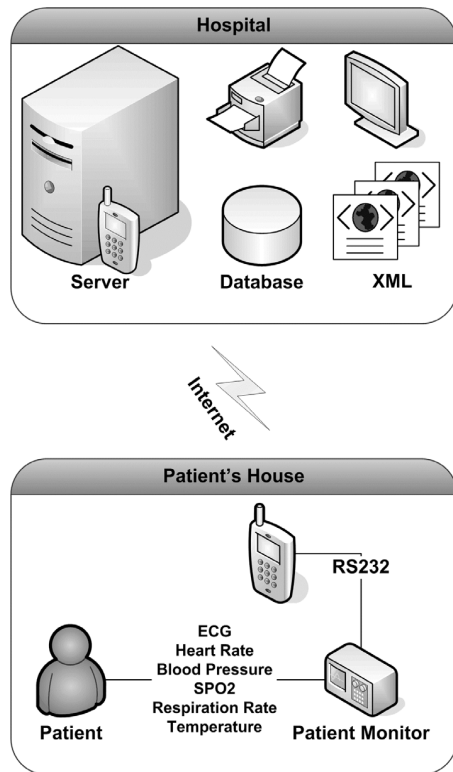 Hospital
Server
Database
XML
Internet
Patient's House
RS232
ECG
Heart Rate
Blood Pressure
SPO2
Respiration Rate
Temperature
Patient
Patient Monitor